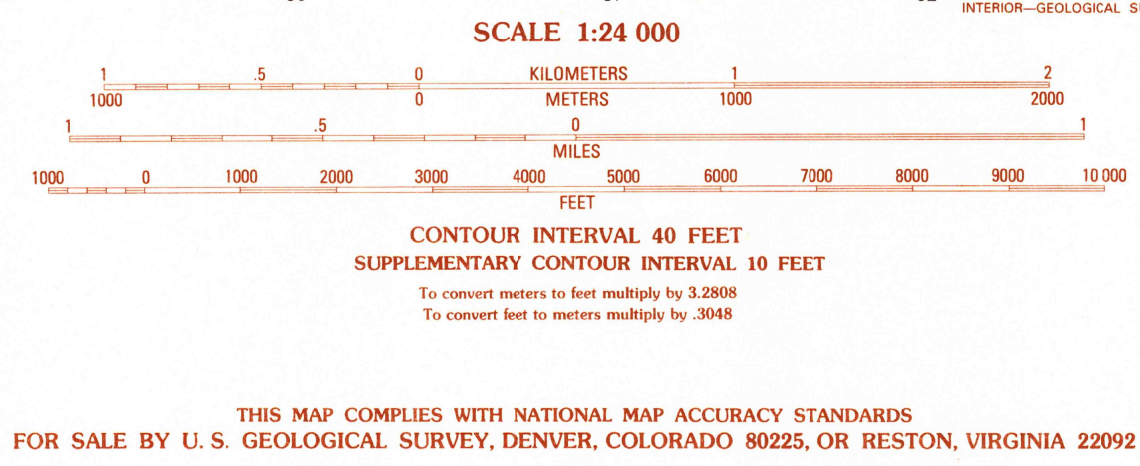 INTERIOR—GEOLOGICAL
SCALE 1:24 000
1 .5 0 KILOMETERS 1 2
1000 0 METERS 1000 2000
1 .5 0 1
MILES
1000 0 1000 2000 3000 4000 5000 6000 7000 8000 9000 10 000
FEET
CONTOUR INTERVAL 40 FEET
SUPPLEMENTARY CONTOUR INTERVAL 10 FEET
To convert meters to feet multiply by 3.2808
To convert feet to meters multiply by .3048
THIS MAP COMPLIES WITH NATIONAL MAP ACCURACY STANDARDS
FOR SALE BY U. S. GEOLOGICAL SURVEY, DENVER, COLORADO 80225, OR RESTON, VIRGINIA 22092